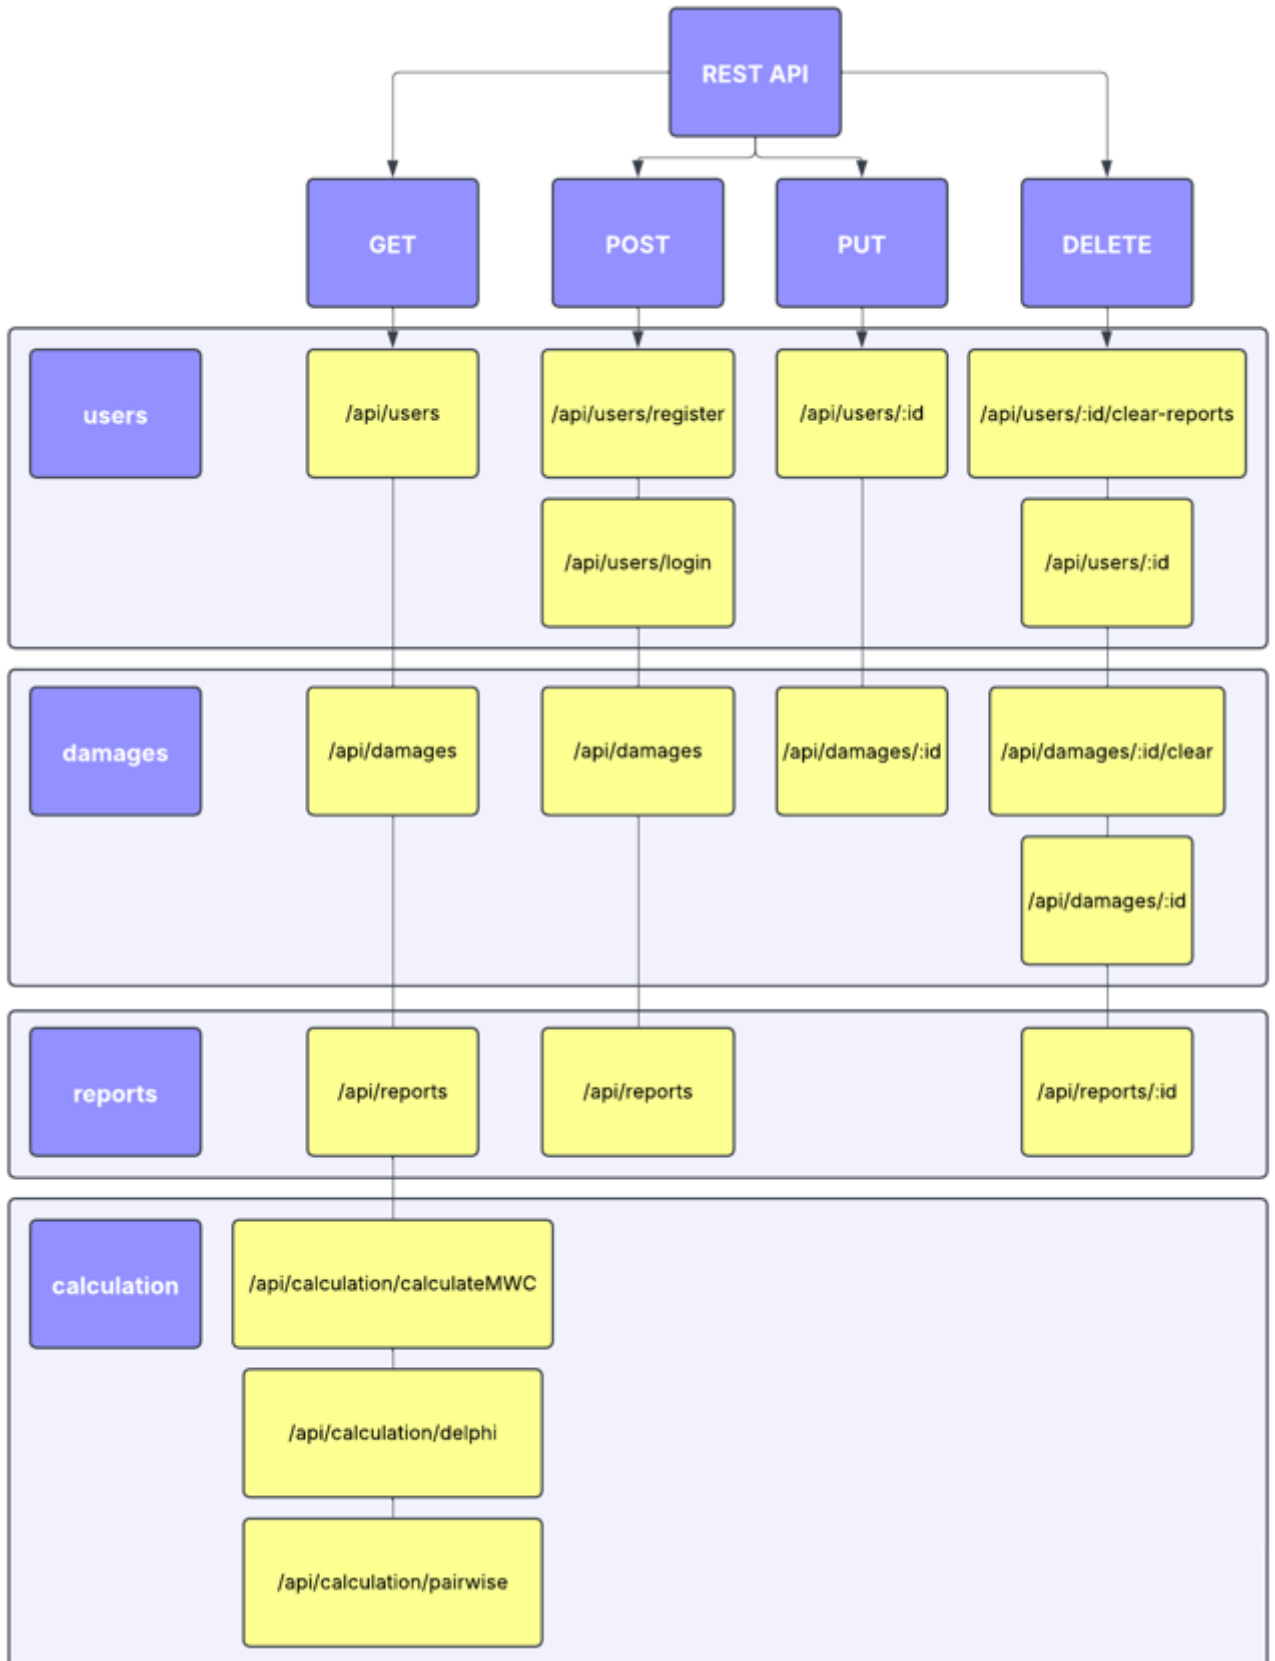 REST API
GET
POST
PUT
DELETE
users
/api/users
/api/users/register
/api/users/:id
/api/users/:id/clear-reports
/api/users/login
/api/users/:id
damages
/api/damages
/api/damages
/api/damages/:id
/api/damages/:id/clear
/api/damages/:id
reports
/api/reports
/api/reports
/api/reports/:id
calculation
/api/calculation/calculateMWC
/api/calculation/delphi
/api/calculation/pairwise